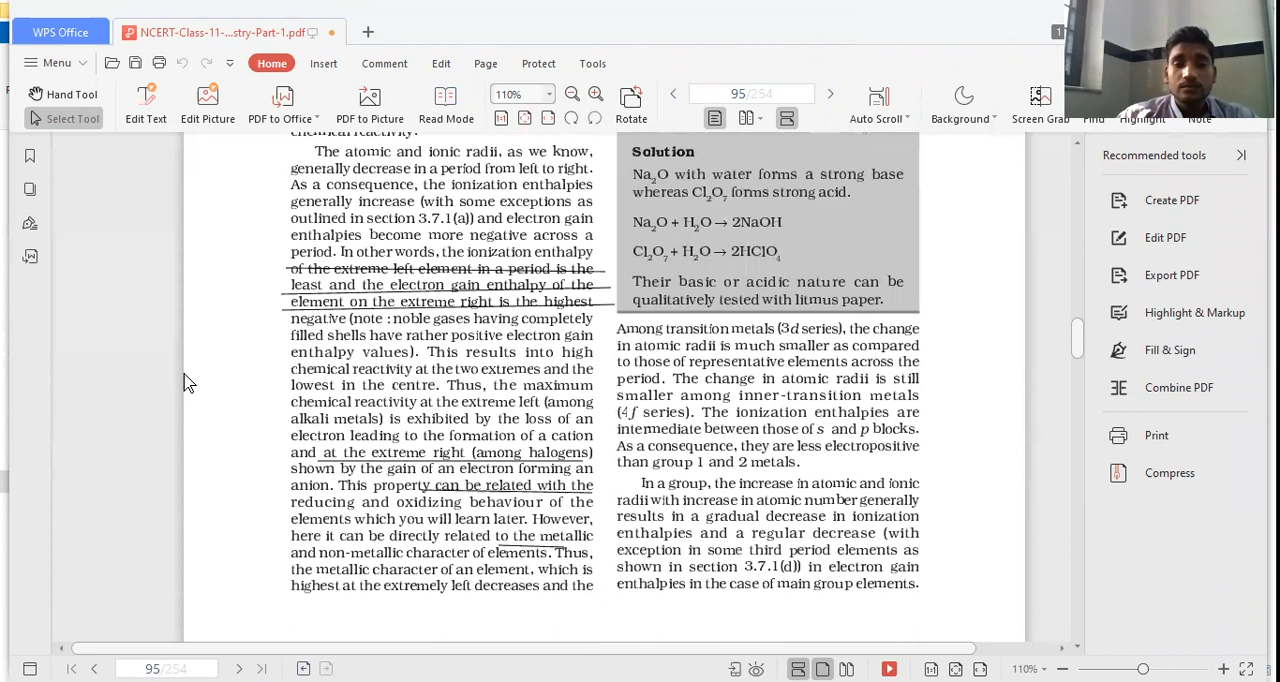 WPS Office
NCERT-Class-11-...stry-Part-1.pdf
1
Menu
Home
Insert
Comment
Edit
Page
Protect
Tools
Hand Tool
Select Tool
Edit Text
Edit Picture
PDF to Office
PDF to Picture
Read Mode
110%
Rotate
95/254
Auto Scroll
Background
Screen Grab
Find
Highlight
Note
chemical reactivity.
The atomic and ionic radii, as we know,
generally decrease in a period from left to right.
As a consequence, the ionization enthalpies
generally increase (with some exceptions as
outlined in section 3.7.1(a)) and electron gain
enthalpies become more negative across a
period. In other words, the ionization enthalpy
of the extreme left element in a period is the
least and the electron gain enthalpy of the
element on the extreme right is the highest
negative (note : noble gases having completely
filled shells have rather positive electron gain
enthalpy values). This results into high
chemical reactivity at the two extremes and the
lowest in the centre. Thus, the maximum
chemical reactivity at the extreme left (among
alkali metals) is exhibited by the loss of an
electron leading to the formation of a cation
and at the extreme right (among halogens)
shown by the gain of an electron forming an
anion. This property can be related with the
reducing and oxidizing behaviour of the
elements which you will learn later. However,
here it can be directly related to the metallic
and non-metallic character of elements. Thus,
the metallic character of an element, which is
highest at the extremely left decreases and the
Solution
Na₂O with water forms a strong base
whereas Cl₂O₇ forms strong acid.
Na₂O + H₂O → 2NaOH
Cl₂O₇ + H₂O → 2HClO₄
Their basic or acidic nature can be
qualitatively tested with litmus paper.
Among transition metals (3d series), the change
in atomic radii is much smaller as compared
to those of representative elements across the
period. The change in atomic radii is still
smaller among inner-transition metals
(4f series). The ionization enthalpies are
intermediate between those of s and p blocks.
As a consequence, they are less electropositive
than group 1 and 2 metals.
In a group, the increase in atomic and ionic
radii with increase in atomic number generally
results in a gradual decrease in ionization
enthalpies and a regular decrease (with
exception in some third period elements as
shown in section 3.7.1(d)) in electron gain
enthalpies in the case of main group elements.
Recommended tools
Create PDF
Edit PDF
Export PDF
Highlight & Markup
Fill & Sign
Combine PDF
Print
Compress
95/254
110%